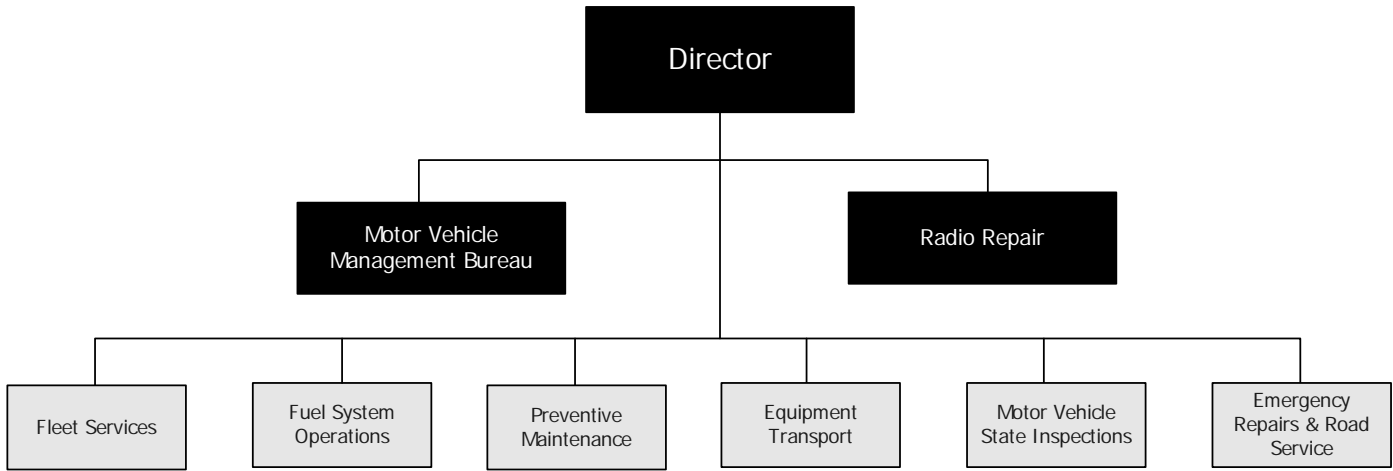 Director
Motor Vehicle
Management Bureau
Radio Repair
Fleet Services
Fuel System
Operations
Preventive
Maintenance
Equipment
Transport
Motor Vehicle
State Inspections
Emergency
Repairs & Road
Service